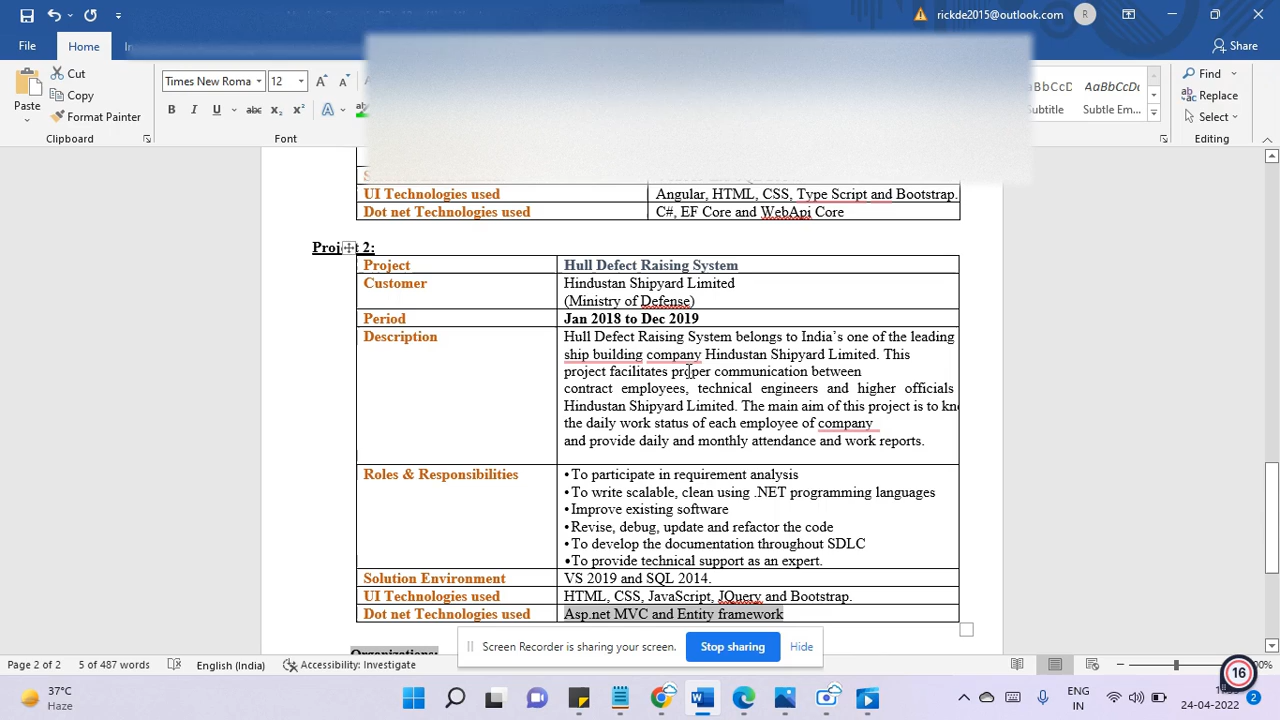 rickde2015@outlook.com
R
File
Home
Share
Paste
Cut
Copy
Format Painter
Clipboard
Times New Roma
12
B I U abc x₂ x²
Font
AaBbCcDc
AaBbCcDc
Subtitle
Subtle Em...
Find
Replace
Select
Editing
UI Technologies used
Angular, HTML, CSS, Type Script and Bootstrap.
Dot net Technologies used
C#, EF Core and WebApi Core
Project 2:
Project
Hull Defect Raising System
Customer
Hindustan Shipyard Limited
(Ministry of Defense)
Period
Jan 2018 to Dec 2019
Description
Hull Defect Raising System belongs to India’s one of the leading
ship building company Hindustan Shipyard Limited. This
project facilitates proper communication between
contract employees, technical engineers and higher officials
Hindustan Shipyard Limited. The main aim of this project is to kn
the daily work status of each employee of company
and provide daily and monthly attendance and work reports.
Roles & Responsibilities
• To participate in requirement analysis
• To write scalable, clean using .NET programming languages
• Improve existing software
• Revise, debug, update and refactor the code
• To develop the documentation throughout SDLC
• To provide technical support as an expert.
Solution Environment
VS 2019 and SQL 2014.
UI Technologies used
HTML, CSS, JavaScript, JQuery and Bootstrap.
Dot net Technologies used
Asp.net MVC and Entity framework
Organizations:
Screen Recorder is sharing your screen.
Stop sharing
Hide
Page 2 of 2
5 of 487 words
English (India)
Accessibility: Investigate
37°C
Haze
ENG
IN
16
24-04-2022
2